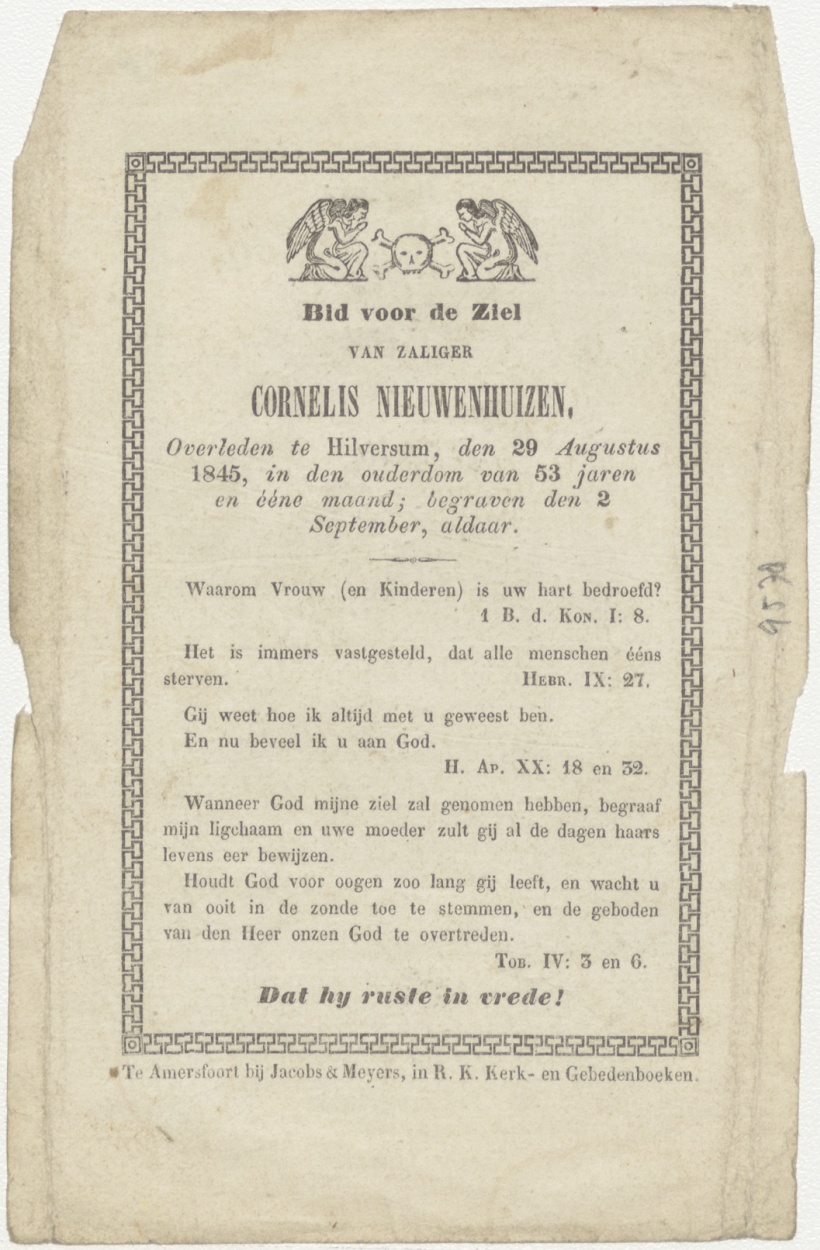 Bid voor de Ziel
VAN ZALIGER
CORNELIS NIEUWENHUIZEN,
Overleden te Hilversum, den 29 Augustus
1845, in den ouderdom van 53 jaren
en ééne maand; begraven den 2
September, aldaar.
Waarom Vrouw (en Kinderen) is uw hart bedroefd?
1 B. d. KON. I: 8.
Het is immers vastgesteld, dat alle menschen ééns
sterven. HEBR. IX: 27.
Gij weet hoe ik altijd met u geweest ben.
En nu beveel ik u aan God.
H. AP. XX: 18 en 32.
Wanneer God mijne ziel zal genomen hebben, begraaf
mijn ligchaam en uwe moeder zult gij al de dagen haars
levens eer bewijzen.
Houdt God voor oogen zoo lang gij leeft, en wacht u
van ooit in de zonde toe te stemmen, en de geboden
van den Heer onzen God te overtreden.
TOB. IV: 3 en 6.
Dat hy ruste in vrede!
Te Amersfoort bij Jacobs & Meyers, in R. K. Kerk- en Gebedenboeken.